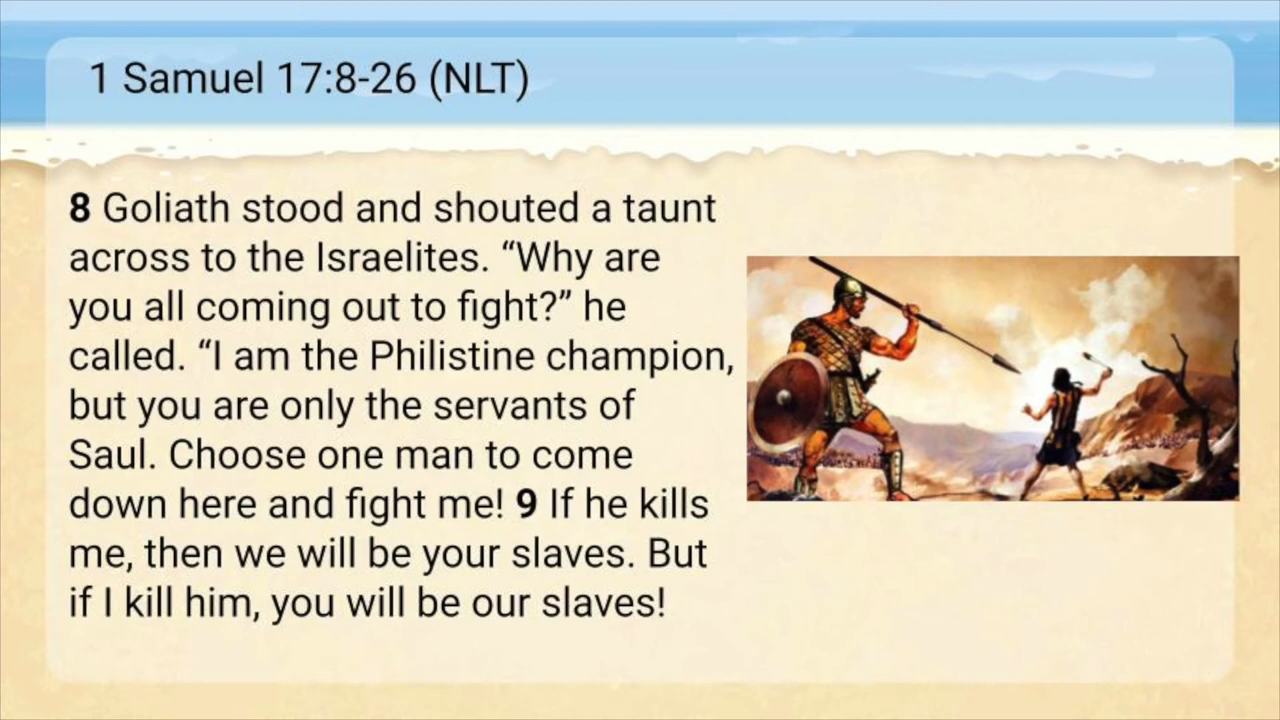 1 Samuel 17:8-26 (NLT)
8 Goliath stood and shouted a taunt
across to the Israelites. “Why are
you all coming out to fight?” he
called. “I am the Philistine champion,
but you are only the servants of
Saul. Choose one man to come
down here and fight me! 9 If he kills
me, then we will be your slaves. But
if I kill him, you will be our slaves!